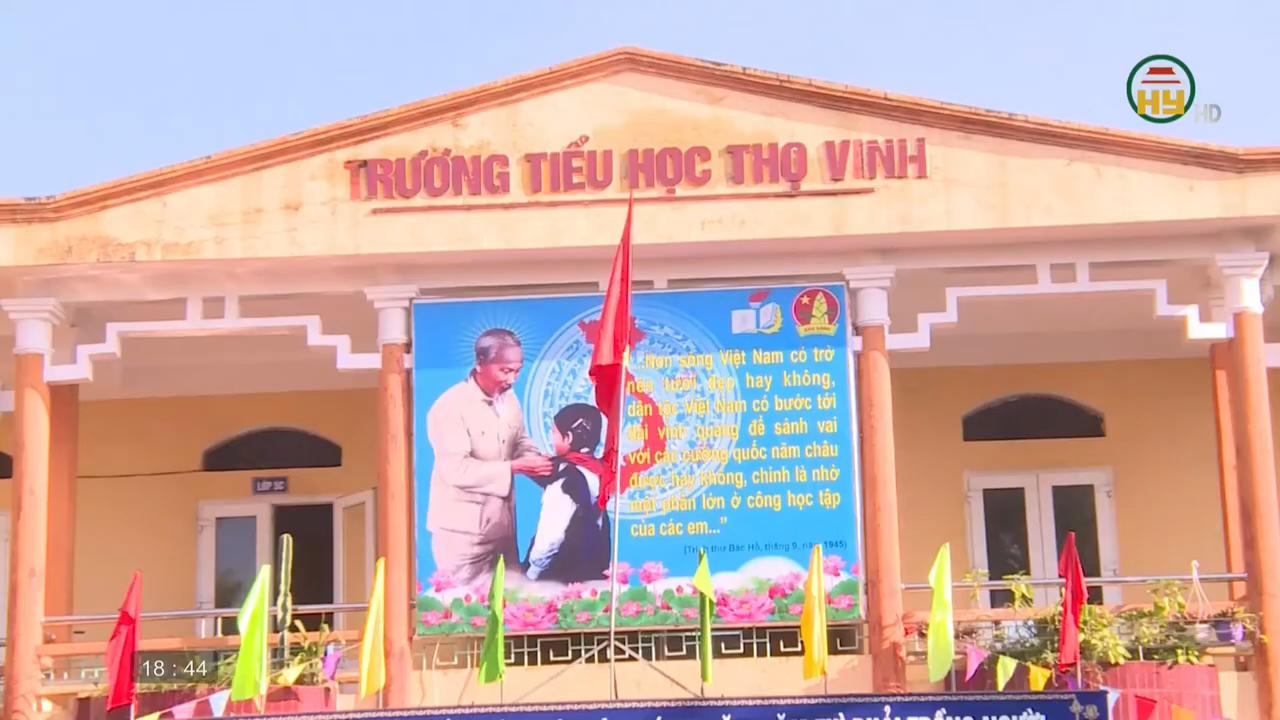 HY HD
TRƯỜNG TIỂU HỌC THỌ VINH
SẴN SÀNG
"...Non sông Việt Nam có trở
nên tươi đẹp hay không,
dân tộc Việt Nam có bước tới
đài vinh quang để sánh vai
với các cường quốc năm châu
được hay không, chính là nhờ
một phần lớn ở công học tập
của các em..."
(Trích thư Bác Hồ, tháng 9, năm 1945)
LỚP 5C
18 : 44